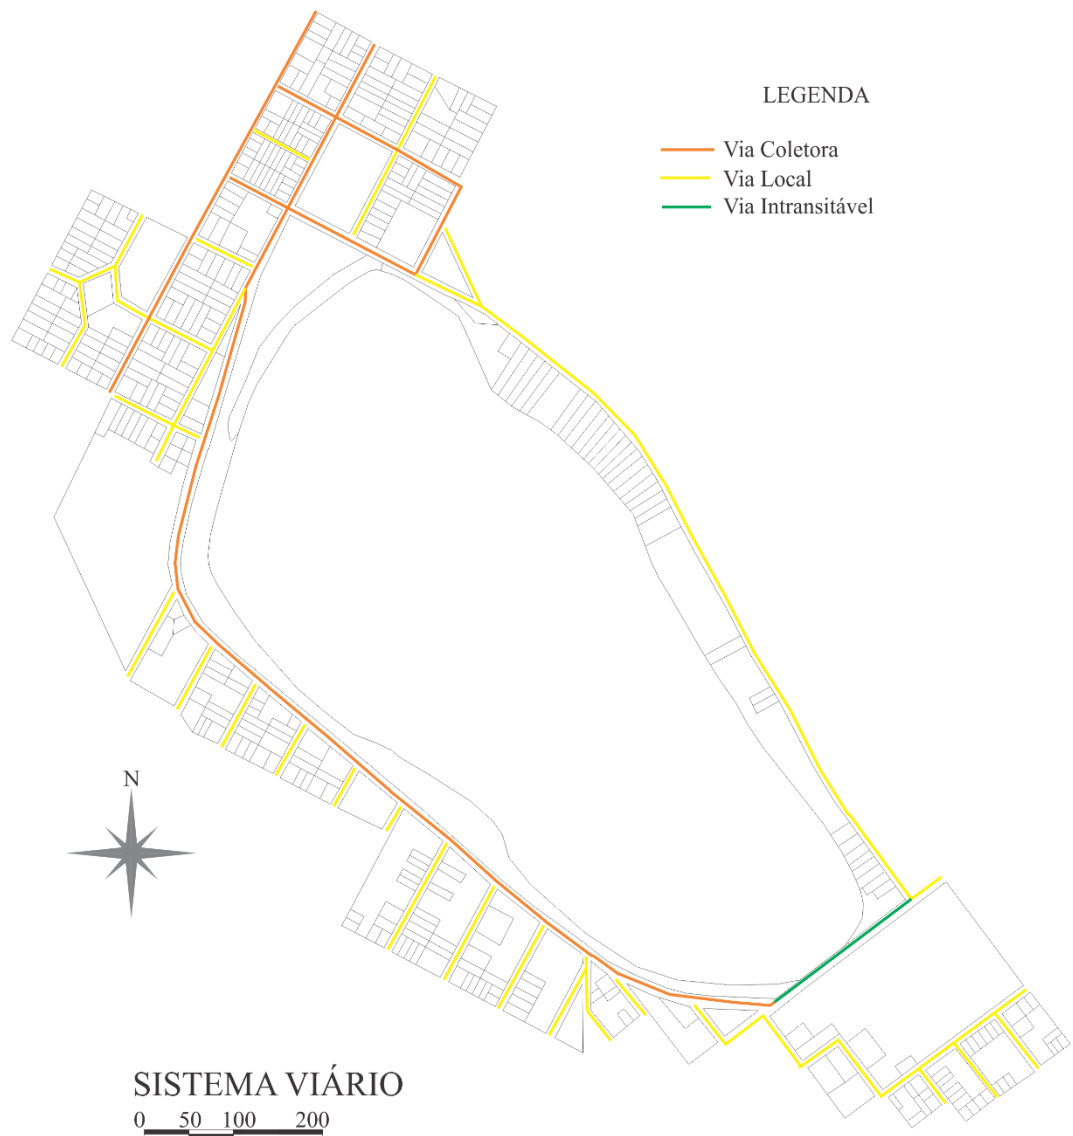 LEGENDA
Via Coletora
Via Local
Via Intransitável
N
SISTEMA VIÁRIO
0 50 100 200